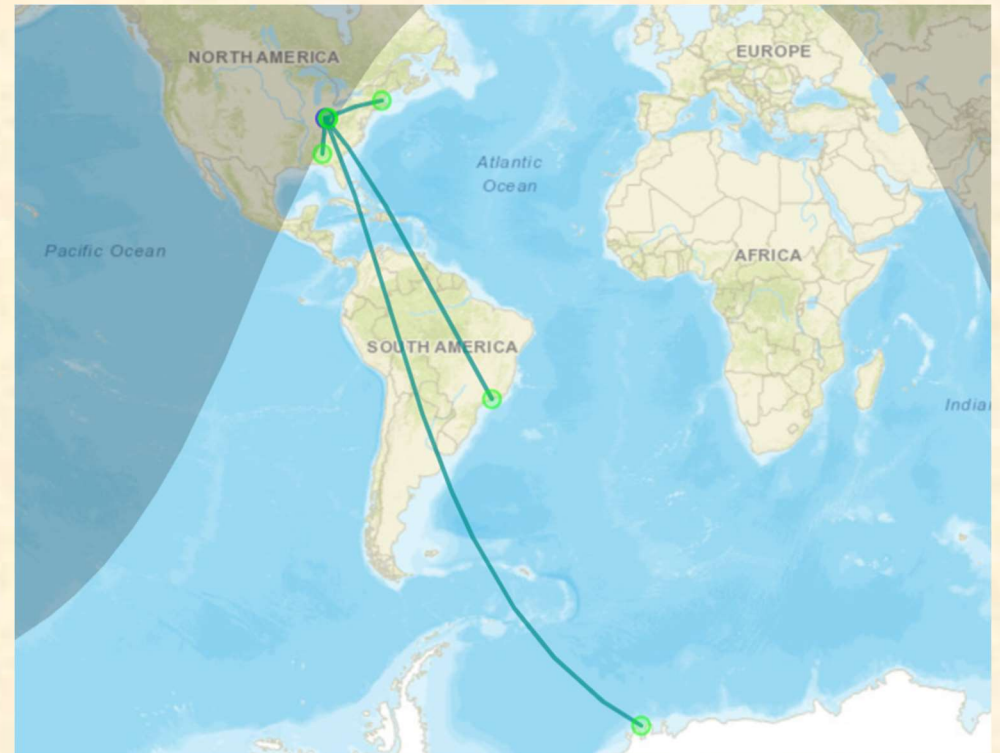 NORTH AMERICA
EUROPE
Atlantic
Ocean
Pacific Ocean
AFRICA
SOUTH AMERICA
India